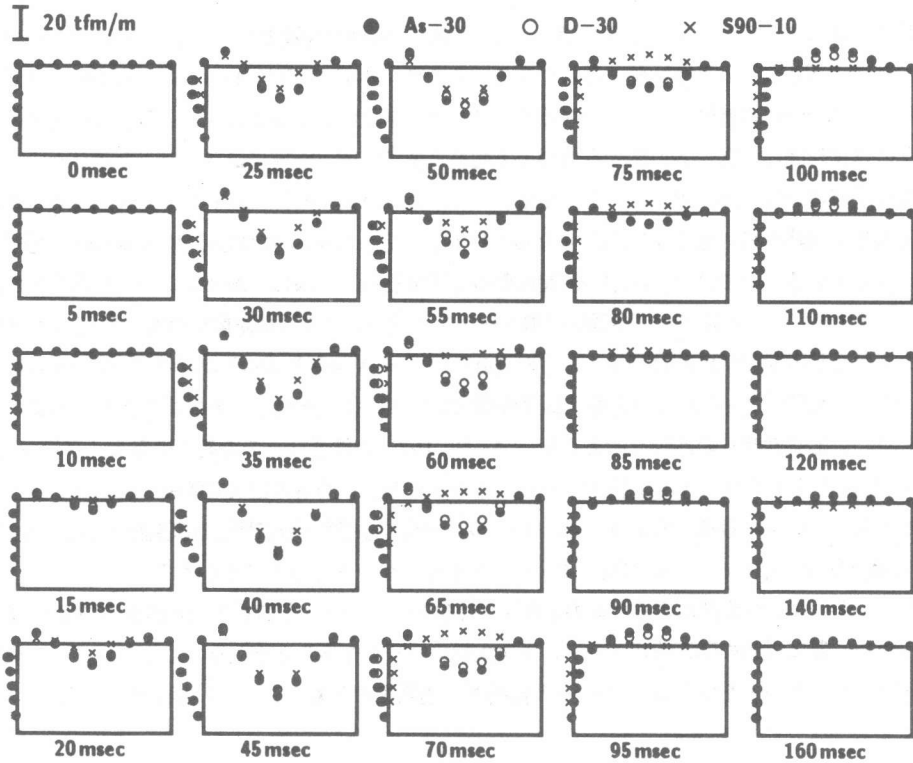 20 tfm/m ● As-30 ○ D-30 × S90-10
0 msec 25 msec 50 msec 75 msec 100 msec
5 msec 30 msec 55 msec 80 msec 110 msec
10 msec 35 msec 60 msec 85 msec 120 msec
15 msec 40 msec 65 msec 90 msec 140 msec
20 msec 45 msec 70 msec 95 msec 160 msec